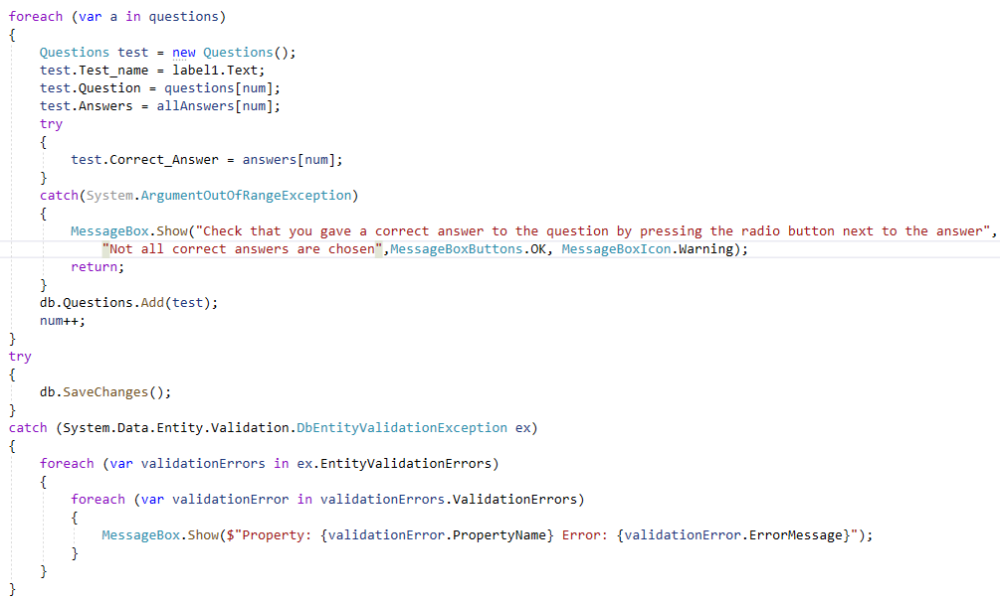 foreach (var a in questions)
{
    Questions test = new Questions();
    test.Test_name = label1.Text;
    test.Question = questions[num];
    test.Answers = allAnswers[num];
    try
    {
        test.Correct_Answer = answers[num];
    }
    catch(System.ArgumentOutOfRangeException)
    {
        MessageBox.Show("Check that you gave a correct answer to the question by pressing the radio button next to the answer",
            "Not all correct answers are chosen",MessageBoxButtons.OK, MessageBoxIcon.Warning);
        return;
    }
    db.Questions.Add(test);
    num++;
}
try
{
    db.SaveChanges();
}
catch (System.Data.Entity.Validation.DbEntityValidationException ex)
{
    foreach (var validationErrors in ex.EntityValidationErrors)
    {
        foreach (var validationError in validationErrors.ValidationErrors)
        {
            MessageBox.Show($"Property: {validationError.PropertyName} Error: {validationError.ErrorMessage}");
        }
    }
}